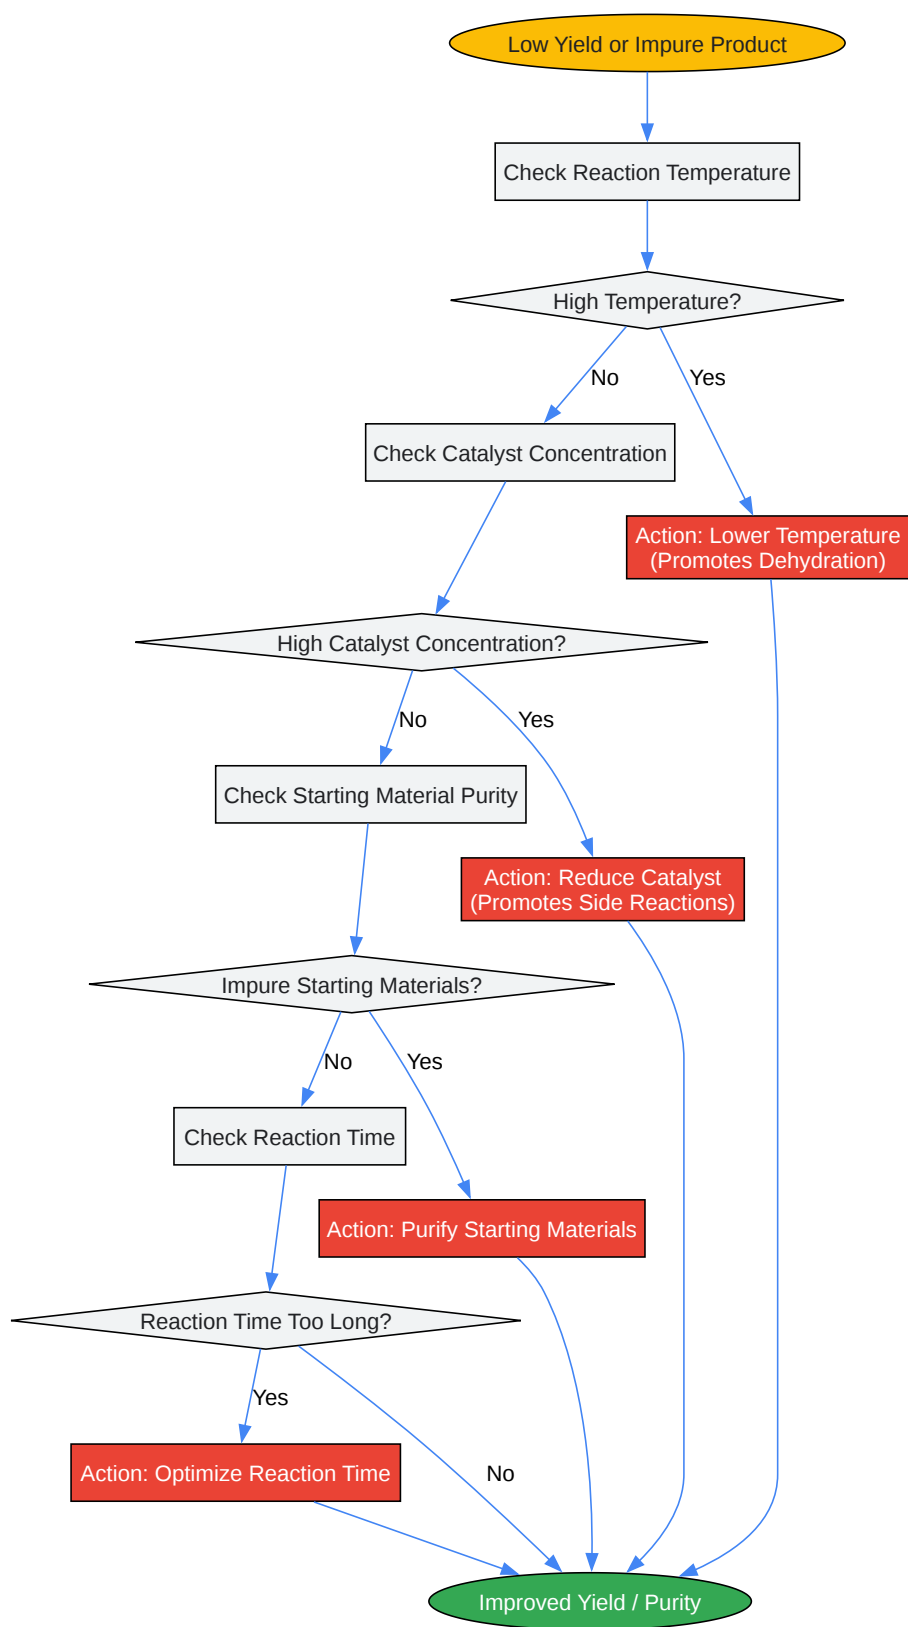 Low Yield or Impure Product
Check Reaction Temperature
High Temperature?
No
Yes
Check Catalyst Concentration
Action: Lower Temperature
(Promotes Dehydration)
High Catalyst Concentration?
No
Yes
Check Starting Material Purity
Action: Reduce Catalyst
(Promotes Side Reactions)
Impure Starting Materials?
No
Yes
Check Reaction Time
Action: Purify Starting Materials
Reaction Time Too Long?
Yes
No
Action: Optimize Reaction Time
Improved Yield / Purity